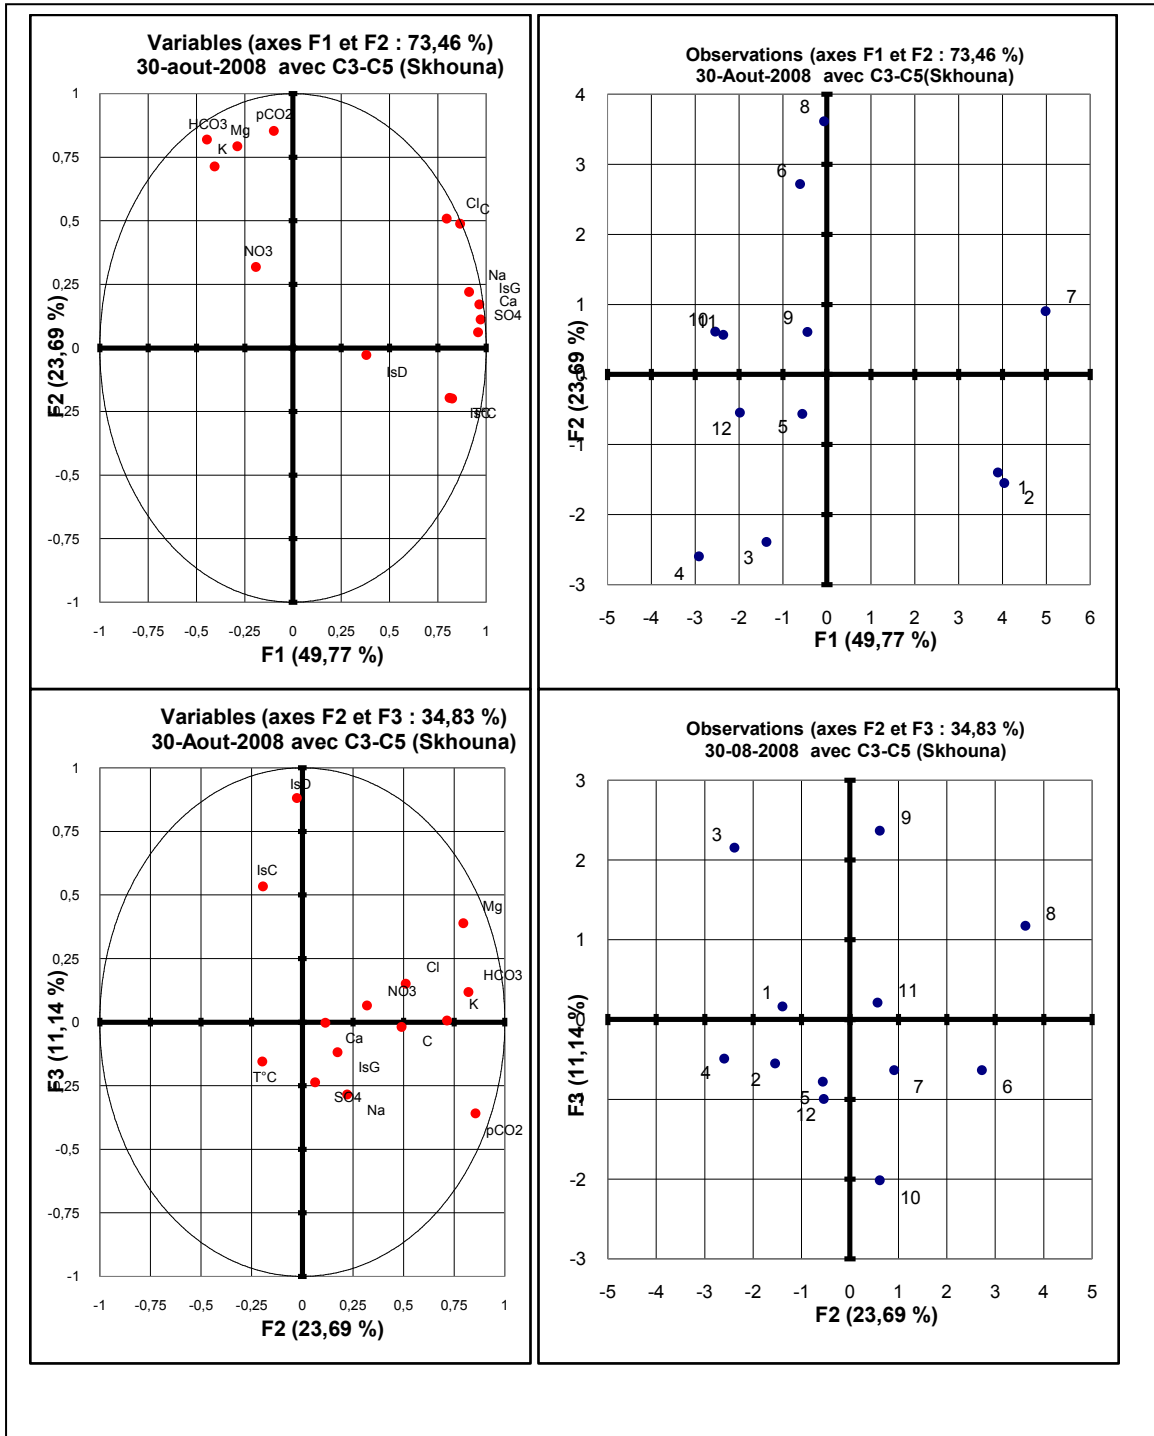 Variables (axes F1 et F2 : 73,46 %)
30-aout-2008 avec C3-C5 (Skhouna)
1
0,75
0,5
0,25
0
-0,25
-0,5
-0,75
-1
F2 (23,69 %)
HCO3
Mg
pCO2
K
NO3
Cl
C
Na
IsG
Ca
SO4
IsD
IsC
T°C
-1
-0,75
-0,5
-0,25
0
0,25
0,5
0,75
1
F1 (49,77 %)
Observations (axes F1 et F2 : 73,46 %)
30-Aout-2008 avec C3-C5(Skhouna)
4
3
2
1
0
-1
-2
-3
F2 (23,69 %)
8
6
7
10
11
9
12
5
1
2
3
4
-5
-4
-3
-2
-1
0
1
2
3
4
5
6
F1 (49,77 %)
Variables (axes F2 et F3 : 34,83 %)
30-Aout-2008 avec C3-C5 (Skhouna)
1
0,75
0,5
0,25
0
-0,25
-0,5
-0,75
-1
F3 (11,14 %)
IsD
IsC
Mg
Cl
HCO3
NO3
K
Ca
C
IsG
T°C
SO4
Na
pCO2
-1
-0,75
-0,5
-0,25
0
0,25
0,5
0,75
1
F2 (23,69 %)
Observations (axes F2 et F3 : 34,83 %)
30-08-2008 avec C3-C5 (Skhouna)
3
2
1
0
-1
-2
-3
F3 (11,14 %)
3
9
8
1
11
4
2
5
12
7
6
10
-5
-4
-3
-2
-1
0
1
2
3
4
5
F2 (23,69 %)